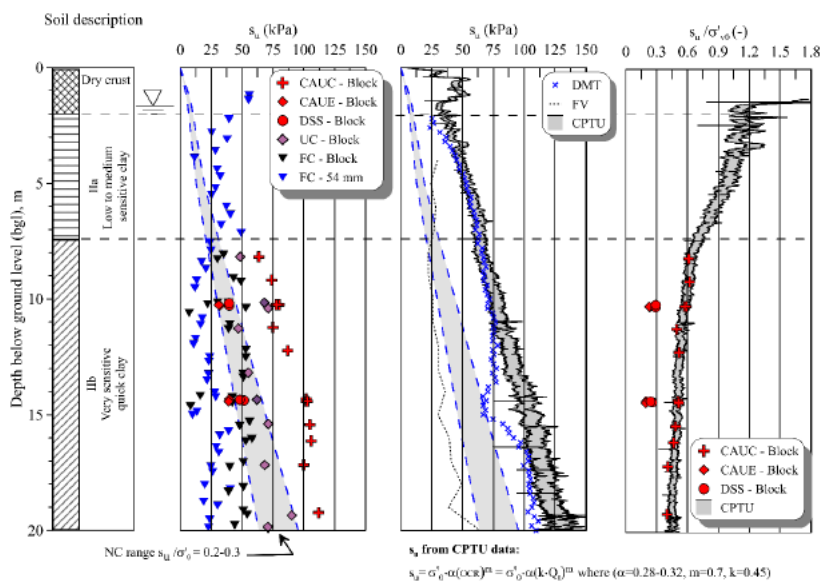 Soil description
s_u (kPa)
0 25 50 75 100 125 150
s_u (kPa)
0 25 50 75 100 125 150
s_u /σ'_v0 (-)
0 0.3 0.6 0.9 1.2 1.5 1.8
Depth below ground level (bgl), m
0
5
10
15
20
Dry crust
IIa
Low to medium
sensitive clay
IIb
Very sensitive
quick clay
CAUC - Block
CAUE - Block
DSS - Block
UC - Block
FC - Block
FC - 54 mm
DMT
FV
CPTU
CAUC - Block
CAUE - Block
DSS - Block
CPTU
NC range s_u /σ'_0 = 0.2-0.3
s_u from CPTU data:
s_u = σ'_0·α(OCR)^m = σ'_0·α(k·Q_t)^m where (α=0.28-0.32, m=0.7, k=0.45)